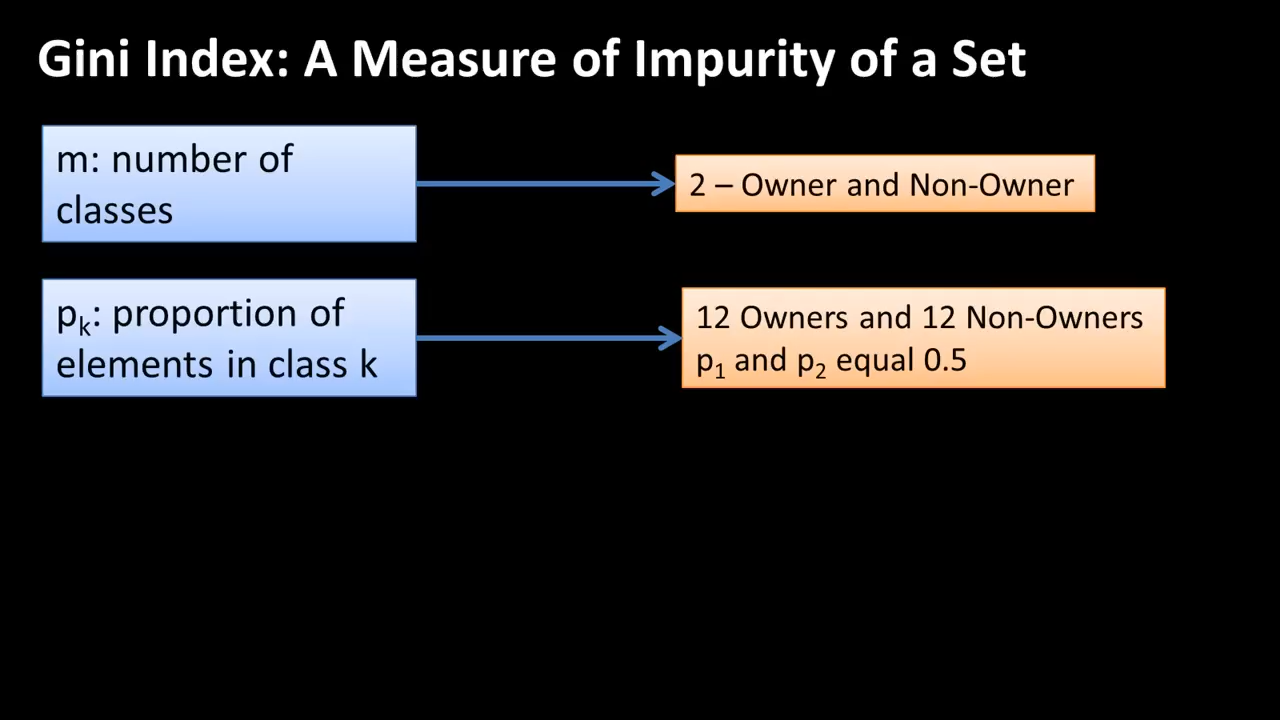 Gini Index: A Measure of Impurity of a Set
m: number of
classes
2 – Owner and Non-Owner
pk: proportion of
elements in class k
12 Owners and 12 Non-Owners
p1 and p2 equal 0.5